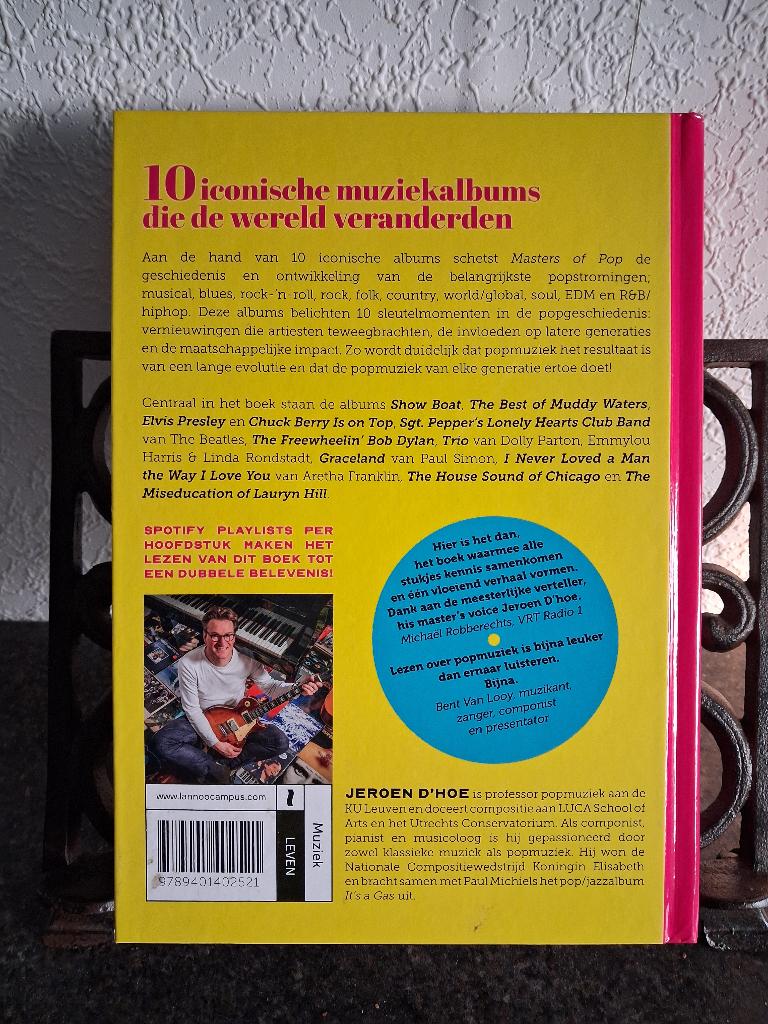 10 iconische muziekalbums
die de wereld veranderden
Aan de hand van 10 iconische albums schetst Masters of Pop de
geschiedenis en ontwikkeling van de belangrijkste popstromingen;
musical, blues, rock-'n-roll, rock, folk, country, world/global, soul, EDM en R&B/
hiphop. Deze albums belichten 10 sleutelmomenten in de popgeschiedenis:
vernieuwingen die artiesten teweegbrachten, de invloeden op latere generaties
en de maatschappelijke impact. Zo wordt duidelijk dat popmuziek het resultaat is
van een lange evolutie en dat de popmuziek van elke generatie ertoe doet!
Centraal in het boek staan de albums Show Boat, The Best of Muddy Waters,
Elvis Presley en Chuck Berry Is on Top, Sgt. Pepper's Lonely Hearts Club Band
van The Beatles, The Freewheelin' Bob Dylan, Trio van Dolly Parton, Emmylou
Harris & Linda Rondstadt, Graceland van Paul Simon, I Never Loved a Man
the Way I Love You van Aretha Franklin, The House Sound of Chicago en The
Miseducation of Lauryn Hill.
SPOTIFY PLAYLISTS PER
HOOFDSTUK MAKEN HET
LEZEN VAN DIT BOEK TOT
EEN DUBBELE BELEVENIS!
Hier is het dan,
het boek waarmee alle
stukjes kennis samenkomen
en één vloeiend verhaal vormen.
Dank aan de meesterlijke verteller,
his master's voice Jeroen D'hoe.
Michaël Robberechts, VRT Radio 1
Lezen over popmuziek is bijna leuker
dan ernaar luisteren.
Bijna.
Bent Van Looy, muzikant,
zanger, componist
en presentator
www.lannoocampus.com
LEVEN
Muziek
9789401402521
JEROEN D'HOE is professor popmuziek aan de
KU Leuven en doceert compositie aan LUCA School of
Arts en het Utrechts Conservatorium. Als componist,
pianist en musicoloog is hij gepassioneerd door
zowel klassieke muziek als popmuziek. Hij won de
Nationale Compositiewedstrijd Koningin Elisabeth
en bracht samen met Paul Michiels het pop/jazzalbum
It's a Gas uit.